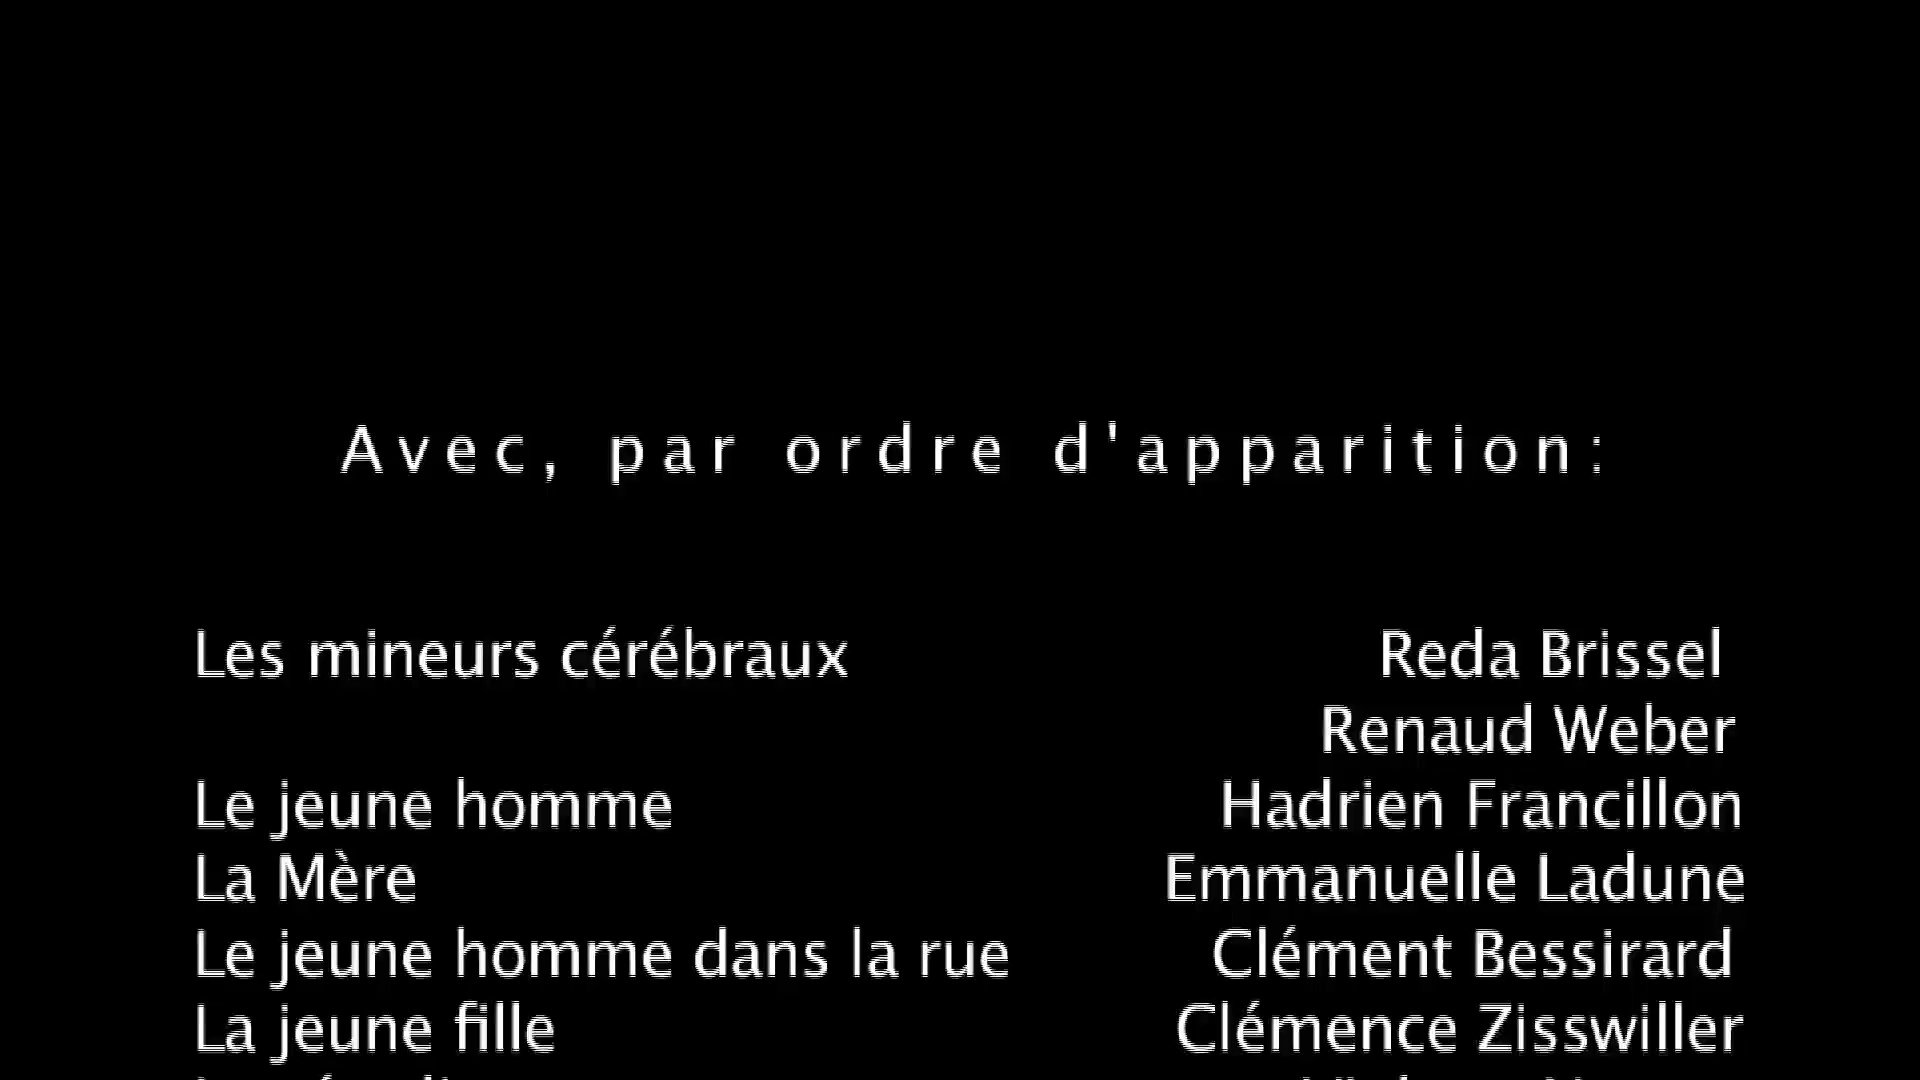 Avec, par ordre d'apparition:
Les mineurs cérébraux Reda Brissel
Renaud Weber
Le jeune homme Hadrien Francillon
La Mère Emmanuelle Ladune
Le jeune homme dans la rue Clément Bessirard
La jeune fille Clémence Zisswiller